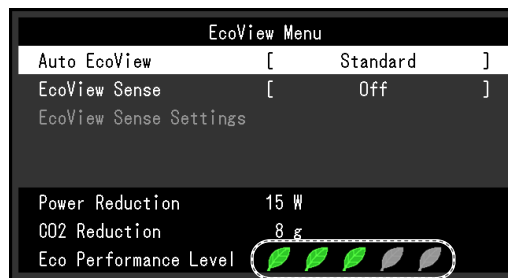 EcoView Menu
Auto EcoView [ Standard ]
EcoView Sense [ Off ]
EcoView Sense Settings
Power Reduction 15 W
CO2 Reduction 8 g
Eco Performance Level